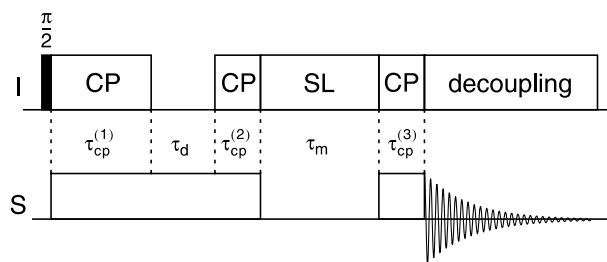 π
2
I CP CP SL CP decoupling
τcp(1) τd τcp(2) τm τcp(3)
S